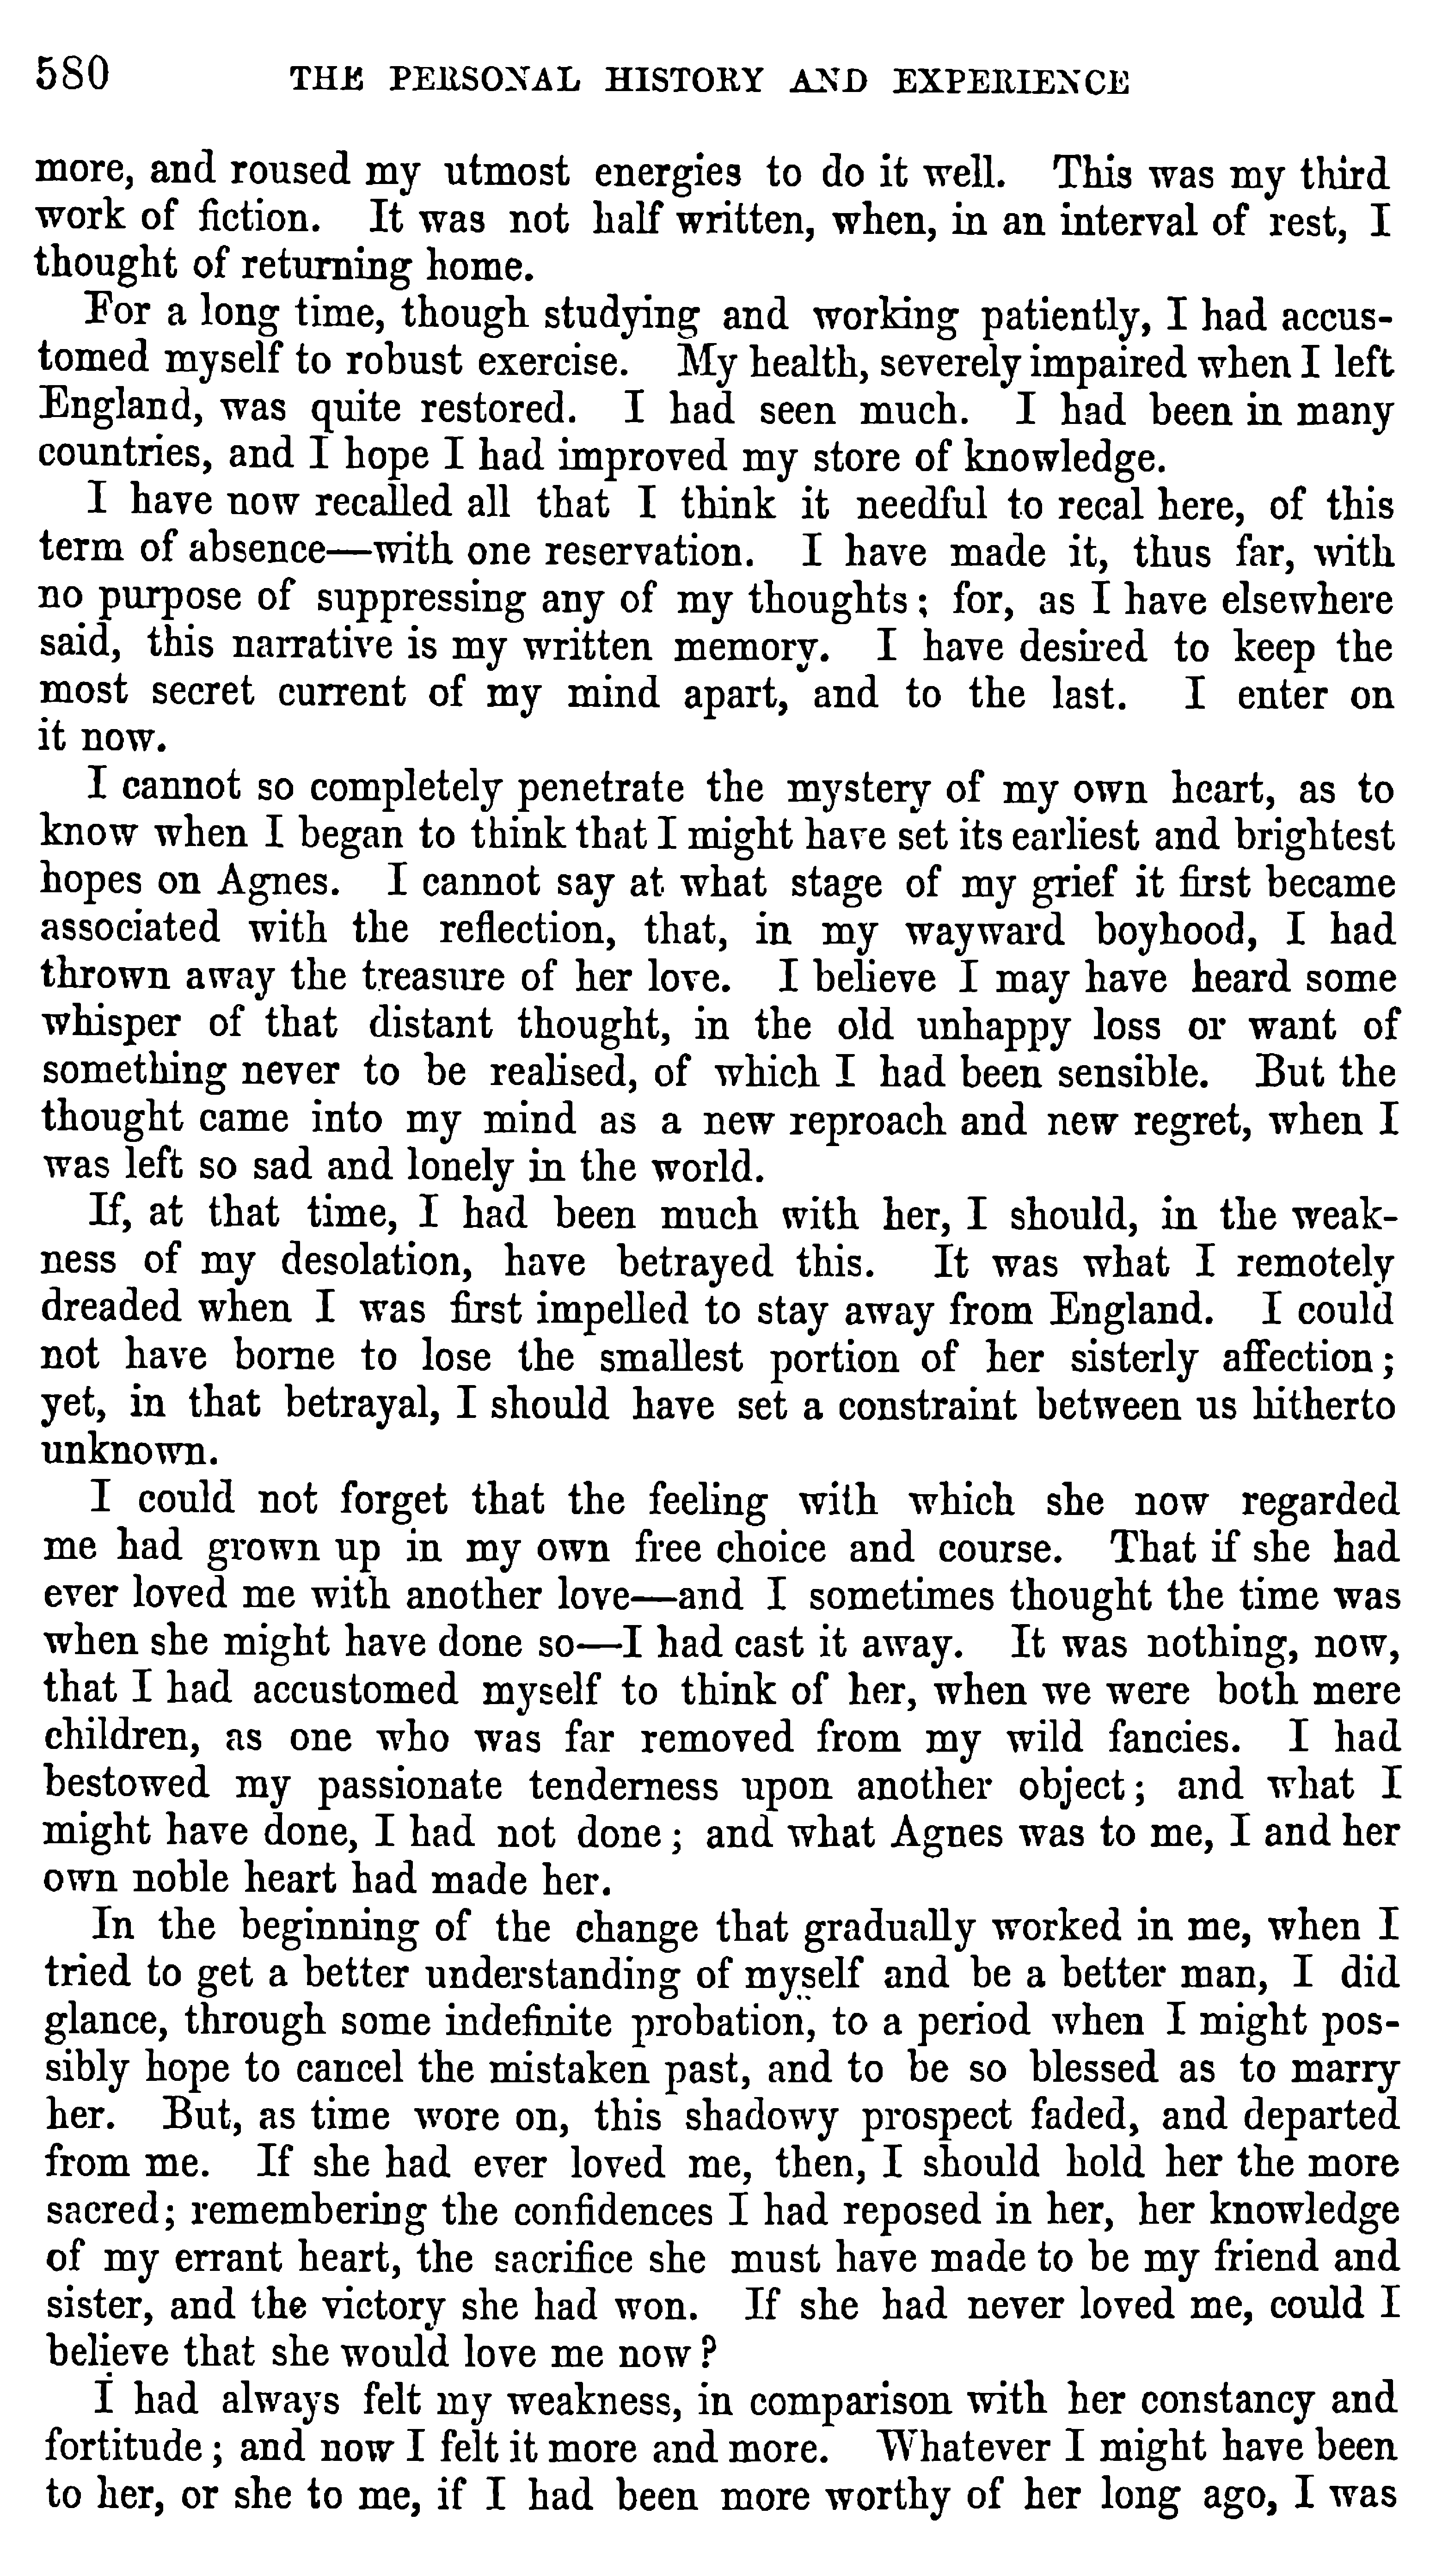 580 THE PERSONAL HISTORY AND EXPERIENCE
more, and roused my utmost energies to do it well. This was my third
work of fiction. It was not half written, when, in an interval of rest, I
thought of returning home.
For a long time, though studying and working patiently, I had accus-
tomed myself to robust exercise. My health, severely impaired when I left
England, was quite restored. I had seen much. I had been in many
countries, and I hope I had improved my store of knowledge.
I have now recalled all that I think it needful to recal here, of this
term of absence—with one reservation. I have made it, thus far, with
no purpose of suppressing any of my thoughts; for, as I have elsewhere
said, this narrative is my written memory. I have desired to keep the
most secret current of my mind apart, and to the last. I enter on
it now.
I cannot so completely penetrate the mystery of my own heart, as to
know when I began to think that I might have set its earliest and brightest
hopes on Agnes. I cannot say at what stage of my grief it first became
associated with the reflection, that, in my wayward boyhood, I had
thrown away the treasure of her love. I believe I may have heard some
whisper of that distant thought, in the old unhappy loss or want of
something never to be realised, of which I had been sensible. But the
thought came into my mind as a new reproach and new regret, when I
was left so sad and lonely in the world.
If, at that time, I had been much with her, I should, in the weak-
ness of my desolation, have betrayed this. It was what I remotely
dreaded when I was first impelled to stay away from England. I could
not have borne to lose the smallest portion of her sisterly affection;
yet, in that betrayal, I should have set a constraint between us hitherto
unknown.
I could not forget that the feeling with which she now regarded
me had grown up in my own free choice and course. That if she had
ever loved me with another love—and I sometimes thought the time was
when she might have done so—I had cast it away. It was nothing, now,
that I had accustomed myself to think of her, when we were both mere
children, as one who was far removed from my wild fancies. I had
bestowed my passionate tenderness upon another object; and what I
might have done, I had not done; and what Agnes was to me, I and her
own noble heart had made her.
In the beginning of the change that gradually worked in me, when I
tried to get a better understanding of myself and be a better man, I did
glance, through some indefinite probation, to a period when I might pos-
sibly hope to cancel the mistaken past, and to be so blessed as to marry
her. But, as time wore on, this shadowy prospect faded, and departed
from me. If she had ever loved me, then, I should hold her the more
sacred; remembering the confidences I had reposed in her, her knowledge
of my errant heart, the sacrifice she must have made to be my friend and
sister, and the victory she had won. If she had never loved me, could I
believe that she would love me now?
I had always felt my weakness, in comparison with her constancy and
fortitude; and now I felt it more and more. Whatever I might have been
to her, or she to me, if I had been more worthy of her long ago, I was